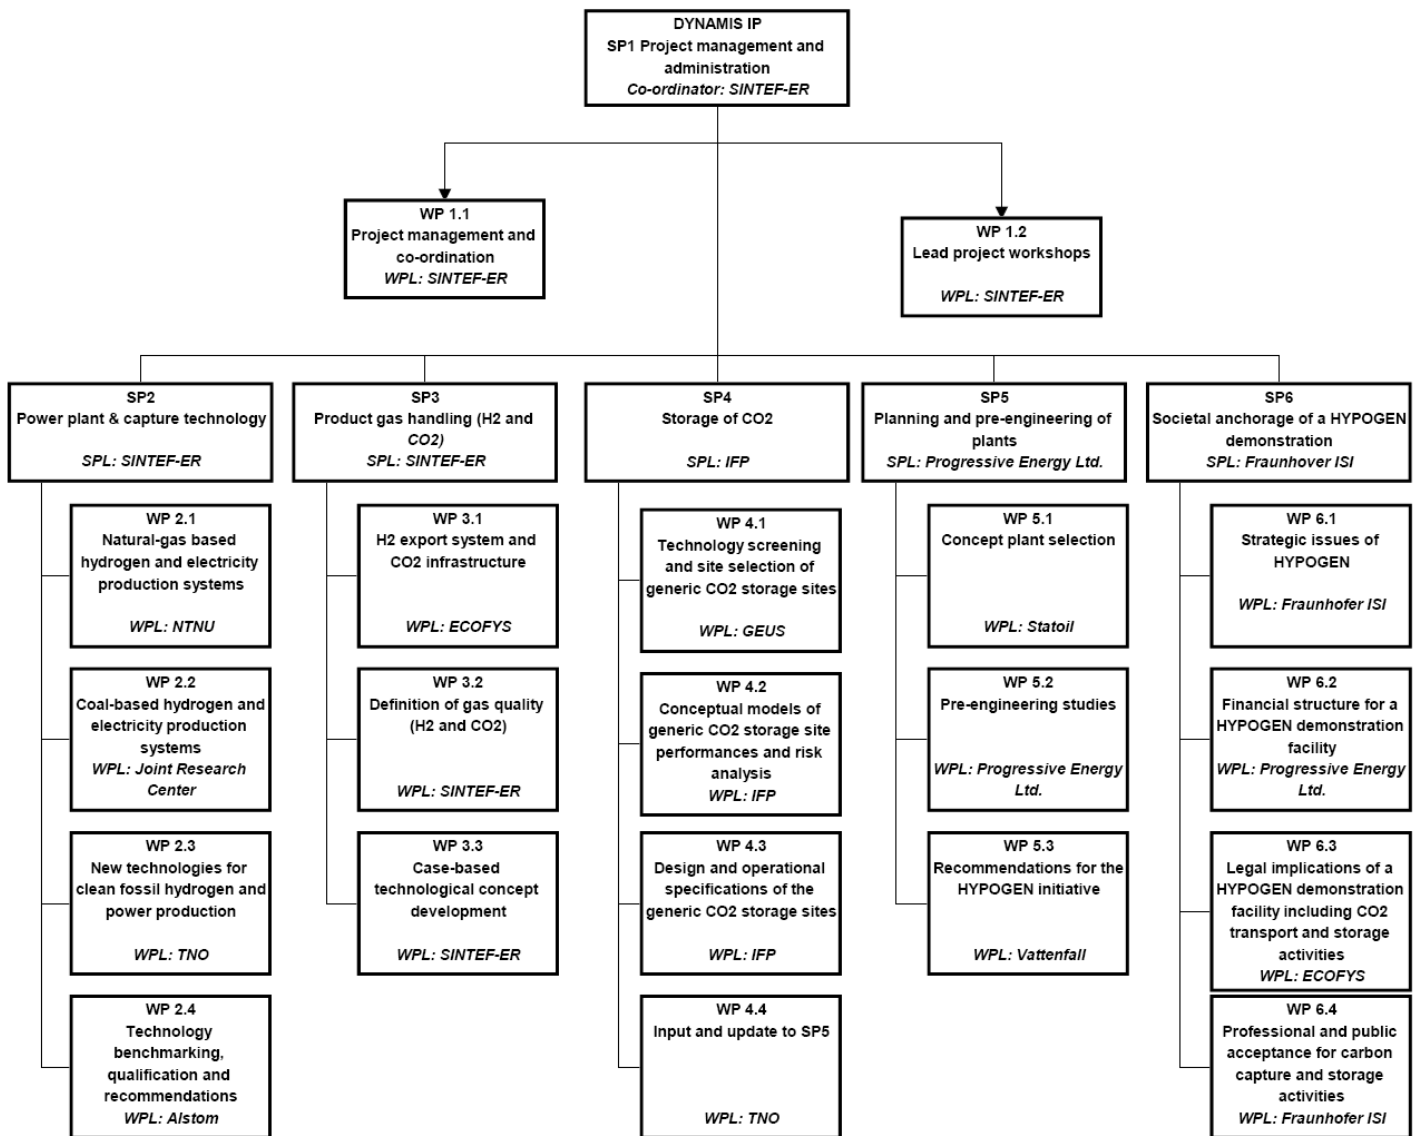 DYNAMIS IP
SP1 Project management and
administration
Co-ordinator: SINTEF-ER
WP 1.1
Project management and
co-ordination
WPL: SINTEF-ER
WP 1.2
Lead project workshops
WPL: SINTEF-ER
SP2
Power plant & capture technology
SPL: SINTEF-ER
SP3
Product gas handling (H2 and
CO2)
SPL: SINTEF-ER
SP4
Storage of CO2
SPL: IFP
SP5
Planning and pre-engineering of
plants
SPL: Progressive Energy Ltd.
SP6
Societal anchorage of a HYPOGEN
demonstration
SPL: Fraunhover ISI
WP 2.1
Natural-gas based
hydrogen and electricity
production systems
WPL: NTNU
WP 2.2
Coal-based hydrogen and
electricity production
systems
WPL: Joint Research
Center
WP 2.3
New technologies for
clean fossil hydrogen and
power production
WPL: TNO
WP 2.4
Technology
benchmarking,
qualification and
recommendations
WPL: Alstom
WP 3.1
H2 export system and
CO2 infrastructure
WPL: ECOFYS
WP 3.2
Definition of gas quality
(H2 and CO2)
WPL: SINTEF-ER
WP 3.3
Case-based
technological concept
development
WPL: SINTEF-ER
WP 4.1
Technology screening
and site selection of
generic CO2 storage sites
WPL: GEUS
WP 4.2
Conceptual models of
generic CO2 storage site
performances and risk
analysis
WPL: IFP
WP 4.3
Design and operational
specifications of the
generic CO2 storage sites
WPL: IFP
WP 4.4
Input and update to SP5
WPL: TNO
WP 5.1
Concept plant selection
WPL: Statoil
WP 5.2
Pre-engineering studies
WPL: Progressive Energy
Ltd.
WP 5.3
Recommendations for the
HYPOGEN initiative
WPL: Vattenfall
WP 6.1
Strategic issues of
HYPOGEN
WPL: Fraunhofer ISI
WP 6.2
Financial structure for a
HYPOGEN demonstration
facility
WPL: Progressive Energy
Ltd.
WP 6.3
Legal implications of a
HYPOGEN demonstration
facility including CO2
transport and storage
activities
WPL: ECOFYS
WP 6.4
Professional and public
acceptance for carbon
capture and storage
activities
WPL: Fraunhofer ISI